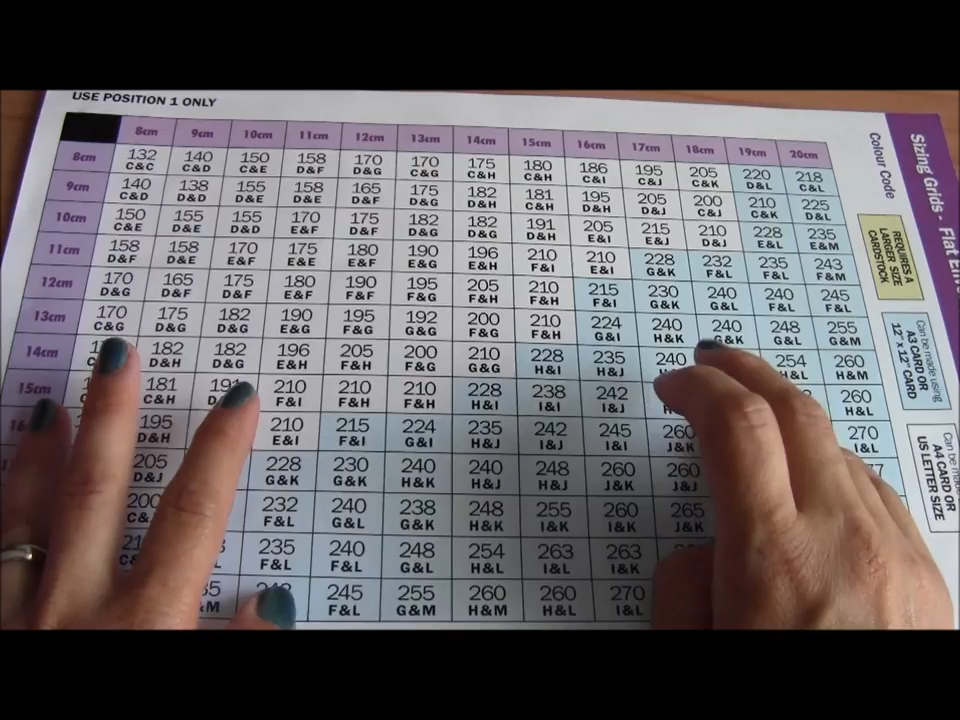 USE POSITION 1 ONLY
8cm 9cm 10cm 11cm 12cm 13cm 14cm 15cm 16cm 17cm 18cm 19cm 20cm
8cm 132 140 150 158 170 170 175 180 186 195 205 220 218
C&C C&D C&E D&F D&G C&G C&H C&H C&I C&J C&K D&L C&L
9cm 140 138 155 158 165 175 182 181 195 205 200 210 225
C&D D&D D&E D&E D&F D&G D&H C&H D&H D&J C&J C&K D&L
10cm 150 155 155 170 175 182 182 191 205 215 210 228 235
C&E D&E D&D E&F D&F D&G D&G D&H E&I E&J D&J E&L E&M
11cm 158 158 170 175 180 190 196 210 210 228 232 235 243
D&F D&E E&F E&E E&F E&G E&H F&I E&I G&K F&L F&L F&M
12cm 170 165 175 180 190 195 205 210 215 230 240 240 245
D&G D&F D&F E&F F&F F&G F&H F&H F&I G&K G&L F&L F&L
13cm 170 175 182 190 195 192 200 210 224 240 240 248 255
C&G D&G D&G E&G F&G G&G F&G F&H G&I H&K G&K G&L G&M
14cm 182 182 196 205 200 210 228 235 240 254 260
D&H D&G E&H F&H F&G G&G H&I H&J H&L H&M
15cm 181 191 210 210 210 228 238 242 260
C&H F&I F&H F&H H&I I&I I&J H&L
195 210 215 224 235 242 245 260 270
D&H E&I F&I G&I H&J I&J I&I J&K I&L
205 228 230 240 240 248 260 260
D&J G&K G&K H&K H&J H&J I&K J&J
200 232 240 238 248 255 260 265
F&L G&L G&K H&K I&K I&K J&K
235 240 248 254 263 263
F&L F&L G&L H&L I&L I&L
245 255 260 260 270
F&L G&M H&M H&L I&L
Sizing Grids - Flat
Colour Code
REQUIRES A
LARGER SIZE
CARDSTOCK
Can be made using
A3 CARD OR
12" x 12" CARD
Can be
A4 CARD OR
US LETTER SIZE